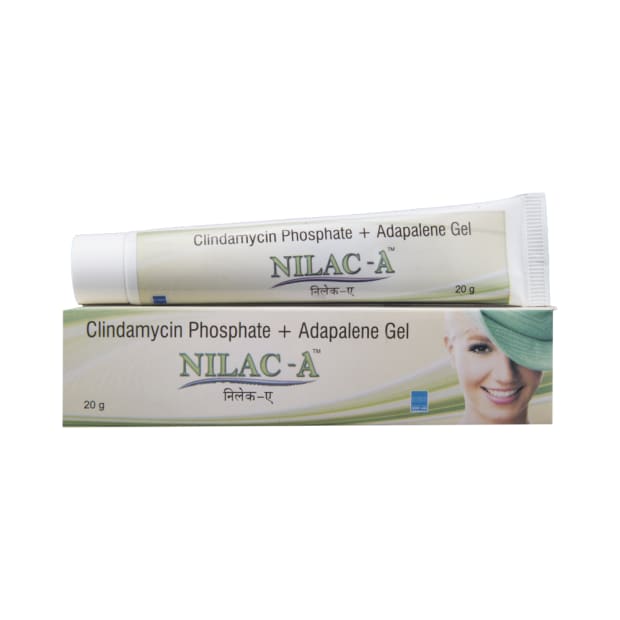 Clindamycin Phosphate + Adapalene Gel
NILAC -A™
निलेक-ए
20 g
Clindamycin Phosphate + Adapalene Gel
NILAC -A™
निलेक-ए
20 g